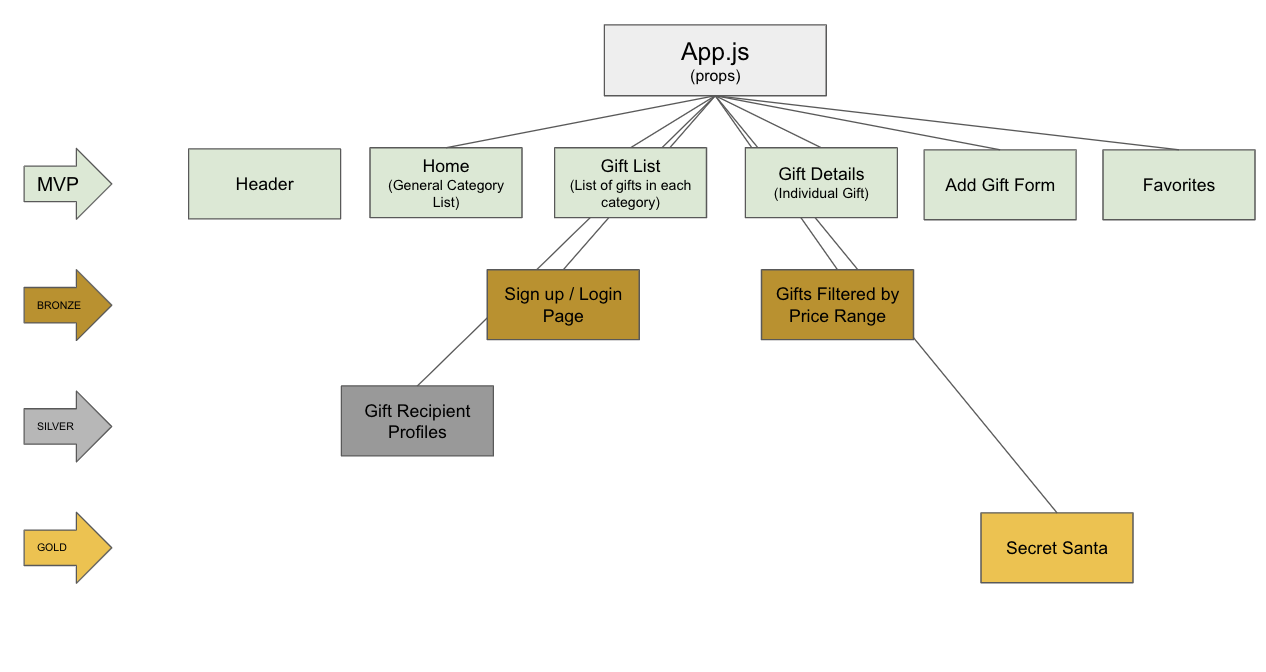 App.js
(props)
MVP
Header
Home
(General Category
List)
Gift List
(List of gifts in each
category)
Gift Details
(Individual Gift)
Add Gift Form
Favorites
BRONZE
Sign up / Login
Page
Gifts Filtered by
Price Range
SILVER
Gift Recipient
Profiles
GOLD
Secret Santa